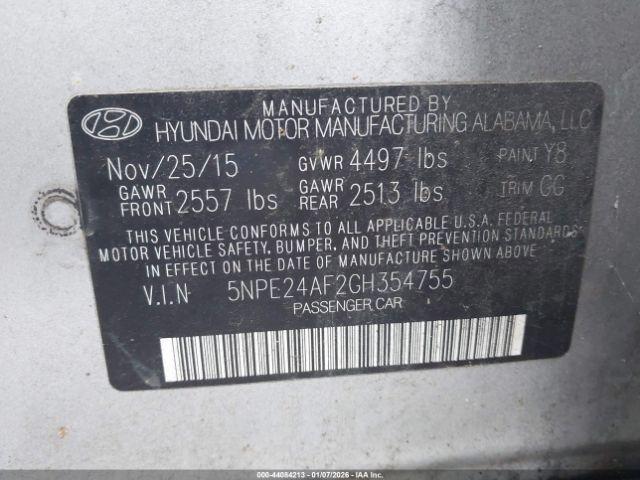 MANUFACTURED BY
HYUNDAI MOTOR MANUFACTURING ALABAMA, LLC
Nov/25/15 GVWR 4497 lbs PAINT Y8
GAWR FRONT 2557 lbs GAWR REAR 2513 lbs TRIM GG
THIS VEHICLE CONFORMS TO ALL APPLICABLE U.S.A. FEDERAL
MOTOR VEHICLE SAFETY, BUMPER, AND THEFT PREVENTION STANDARDS
IN EFFECT ON THE DATE OF MANUFACTURE SHOWN ABOVE.
V.I.N 5NPE24AF2GH354755
PASSENGER CAR
000-44084213 - 01/07/2026 - IAA Inc.